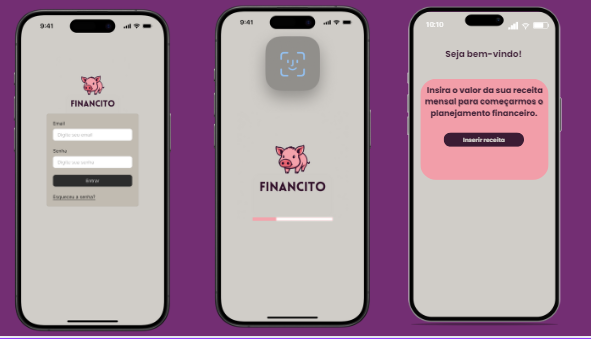 9:41
FINANCITO
Email
Digite seu email
Senha
Digite sua senha
Entrar
Esqueceu a senha?
9:41
FINANCITO
10:10
Seja bem-vindo!
Insira o valor da sua receita
mensal para começarmos o
planejamento financeiro.
Inserir receita